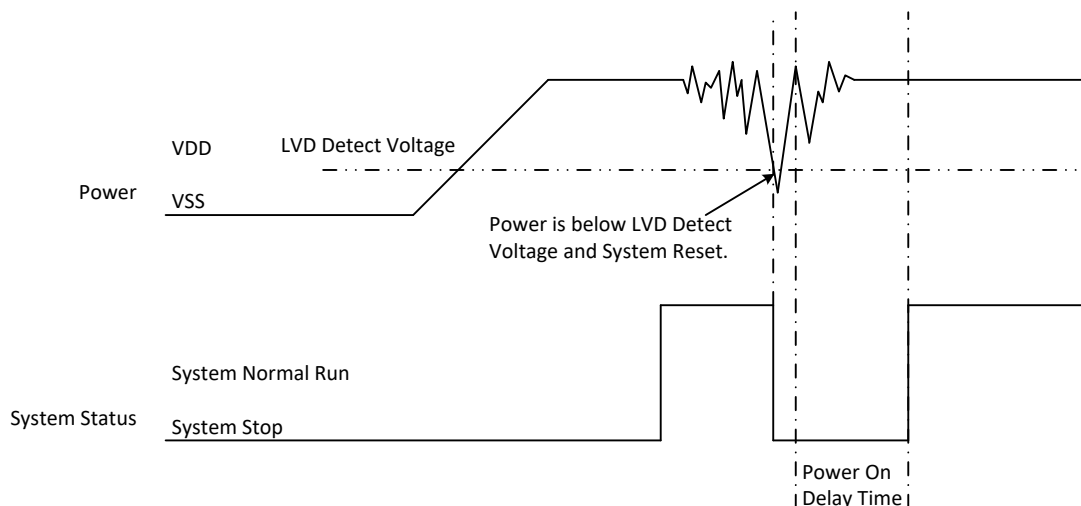 VDD
LVD Detect Voltage
Power
VSS
Power is below LVD Detect
Voltage and System Reset.
System Normal Run
System Status
System Stop
Power On
Delay Time